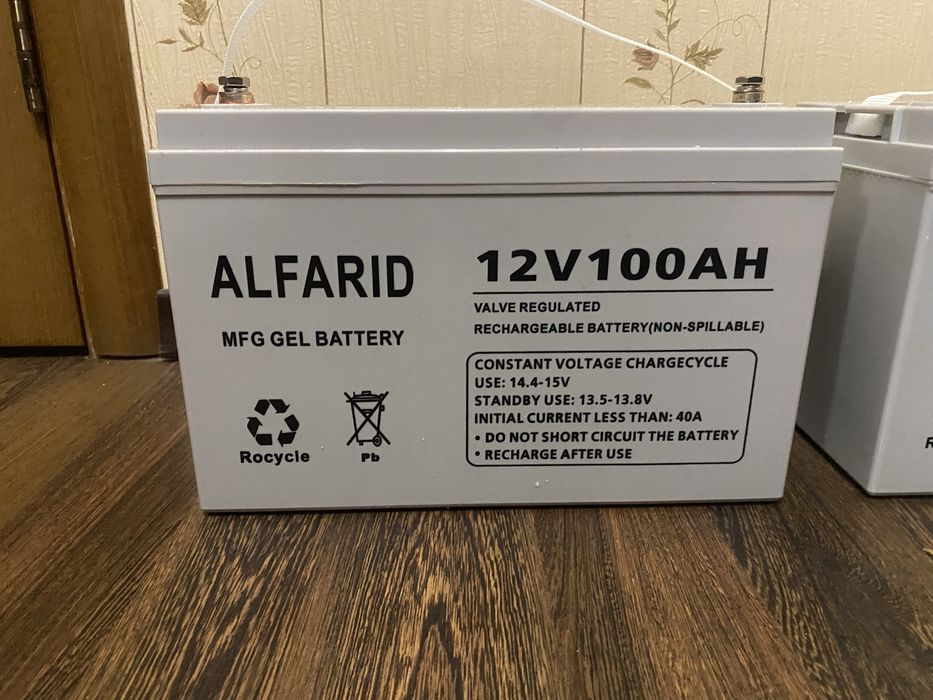 ALFARID
MFG GEL BATTERY
Rocycle
Pb
12V100AH
VALVE REGULATED
RECHARGEABLE BATTERY(NON-SPILLABLE)
CONSTANT VOLTAGE CHARGECYCLE
USE: 14.4-15V
STANDBY USE: 13.5-13.8V
INITIAL CURRENT LESS THAN: 40A
• DO NOT SHORT CIRCUIT THE BATTERY
• RECHARGE AFTER USE
R